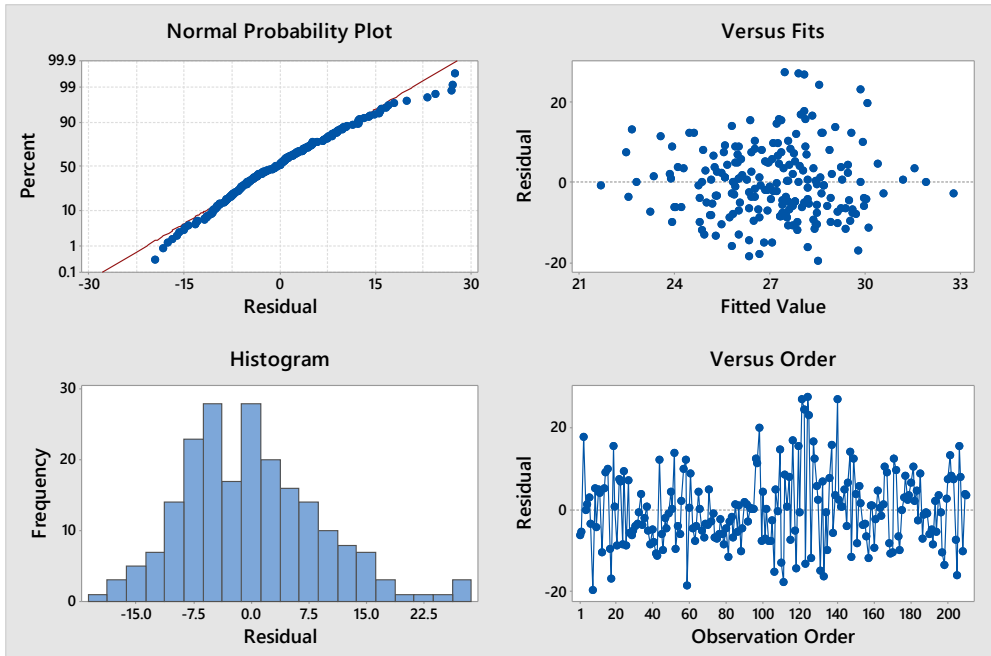 Normal Probability Plot
99.9
99
90
50
10
1
0.1
Percent
-30 -15 0 15 30
Residual
Versus Fits
20
0
-20
Residual
21 24 27 30 33
Fitted Value
Histogram
30
20
10
0
Frequency
-15.0 -7.5 0.0 7.5 15.0 22.5
Residual
Versus Order
20
0
-20
Residual
1 20 40 60 80 100 120 140 160 180 200
Observation Order